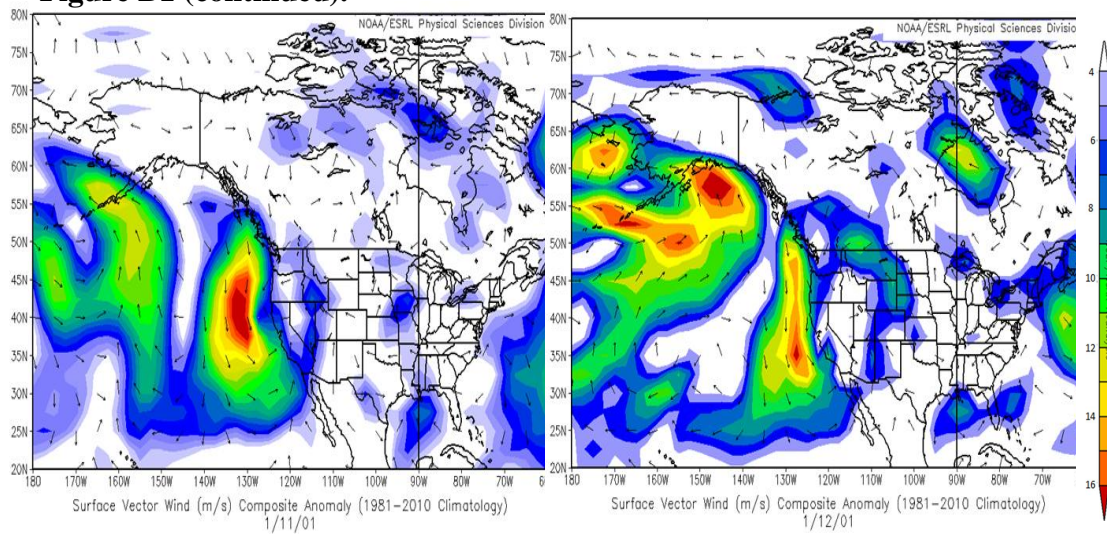 Figure B1 (continued).
NOAA/ESRL Physical Sciences Division
80N
75N
70N
65N
60N
55N
50N
45N
40N
35N
30N
25N
20N
180 170W 160W 150W 140W 130W 120W 110W 100W 90W 80W 70W 6
Surface Vector Wind (m/s) Composite Anomaly (1981-2010 Climatology)
1/11/01
NOAA/ESRL Physical Sciences Divisio
80N
75N
70N
65N
60N
55N
50N
45N
40N
35N
30N
25N
20N
180 170W 160W 150W 140W 130W 120W 110W 100W 90W 80W 70W
Surface Vector Wind (m/s) Composite Anomaly (1981-2010 Climatology)
1/12/01
4
6
8
10
12
13
14
15
16